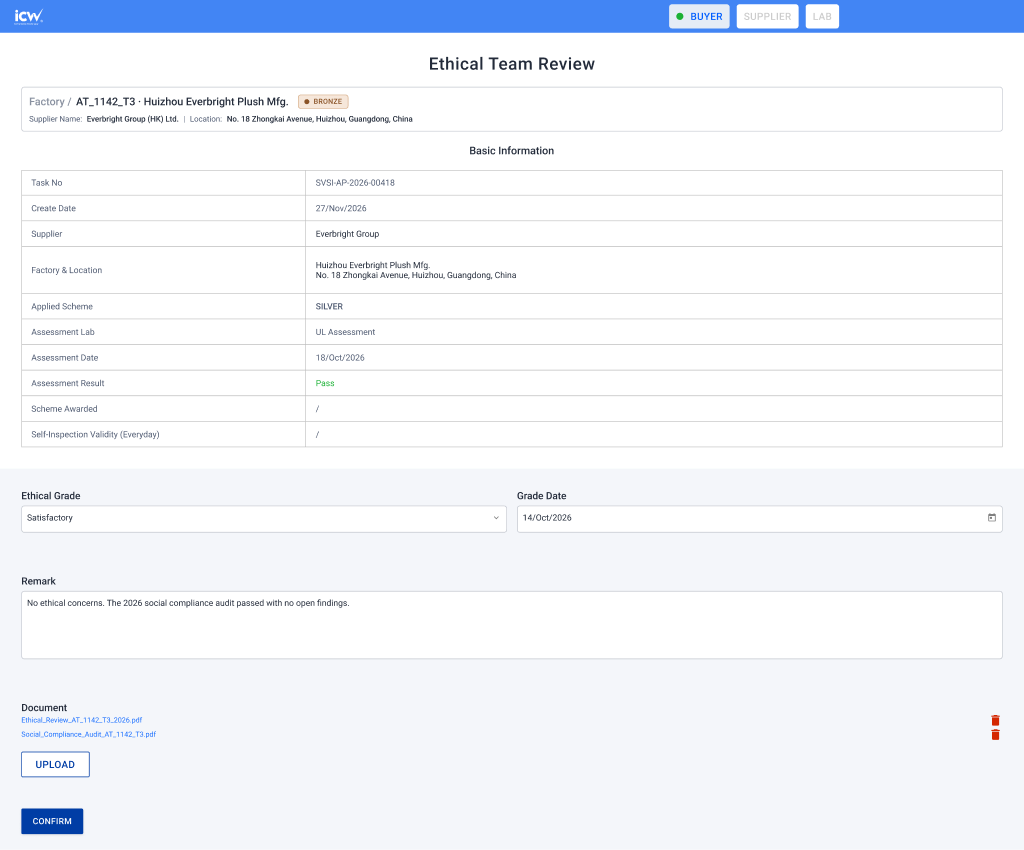 icw
BUYER
SUPPLIER
LAB
Ethical Team Review
Factory / AT_1142_T3 · Huizhou Everbright Plush Mfg. BRONZE
Supplier Name: Everbright Group (HK) Ltd. | Location: No. 18 Zhongkai Avenue, Huizhou, Guangdong, China
Basic Information
Task No SVSI-AP-2026-00418
Create Date 27/Nov/2026
Supplier Everbright Group
Factory & Location Huizhou Everbright Plush Mfg.
No. 18 Zhongkai Avenue, Huizhou, Guangdong, China
Applied Scheme SILVER
Assessment Lab UL Assessment
Assessment Date 18/Oct/2026
Assessment Result Pass
Scheme Awarded /
Self-Inspection Validity (Everyday) /
Ethical Grade
Satisfactory
Grade Date
14/Oct/2026
Remark
No ethical concerns. The 2026 social compliance audit passed with no open findings.
Document
Ethical_Review_AT_1142_T3_2026.pdf
Social_Compliance_Audit_AT_1142_T3.pdf
UPLOAD
CONFIRM